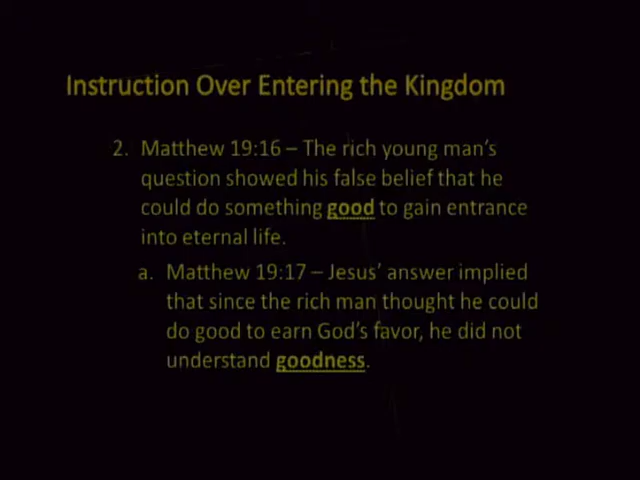 Instruction Over Entering the Kingdom
2. Matthew 19:16 – The rich young man's
question showed his false belief that he
could do something good to gain entrance
into eternal life.
a. Matthew 19:17 – Jesus' answer implied
that since the rich man thought he could
do good to earn God's favor, he did not
understand goodness.